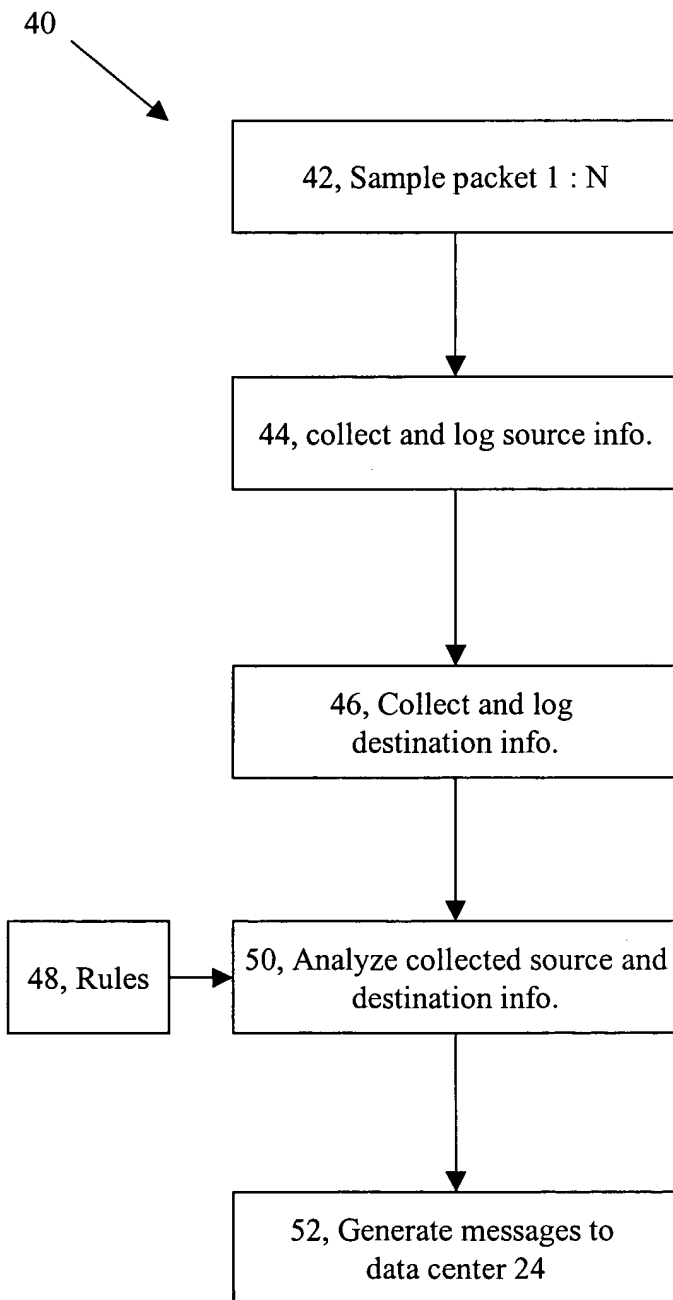 40
42, Sample packet 1 : N
44, collect and log source info.
46, Collect and log
destination info.
48, Rules
50, Analyze collected source and
destination info.
52, Generate messages to
data center 24